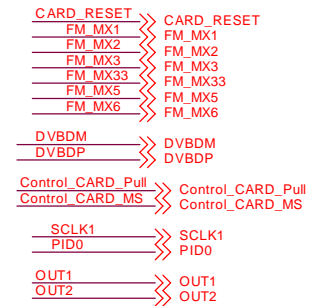 CARD_RESET CARD_RESET
FM_MX1 FM_MX1
FM_MX2 FM_MX2
FM_MX3 FM_MX3
FM_MX33 FM_MX33
FM_MX5 FM_MX5
FM_MX6 FM_MX6
DVBDM DVBDM
DVBDP DVBDP
Control_CARD_Pull Control_CARD_Pull
Control_CARD_MS Control_CARD_MS
SCLK1 SCLK1
PID0 PID0
OUT1 OUT1
OUT2 OUT2